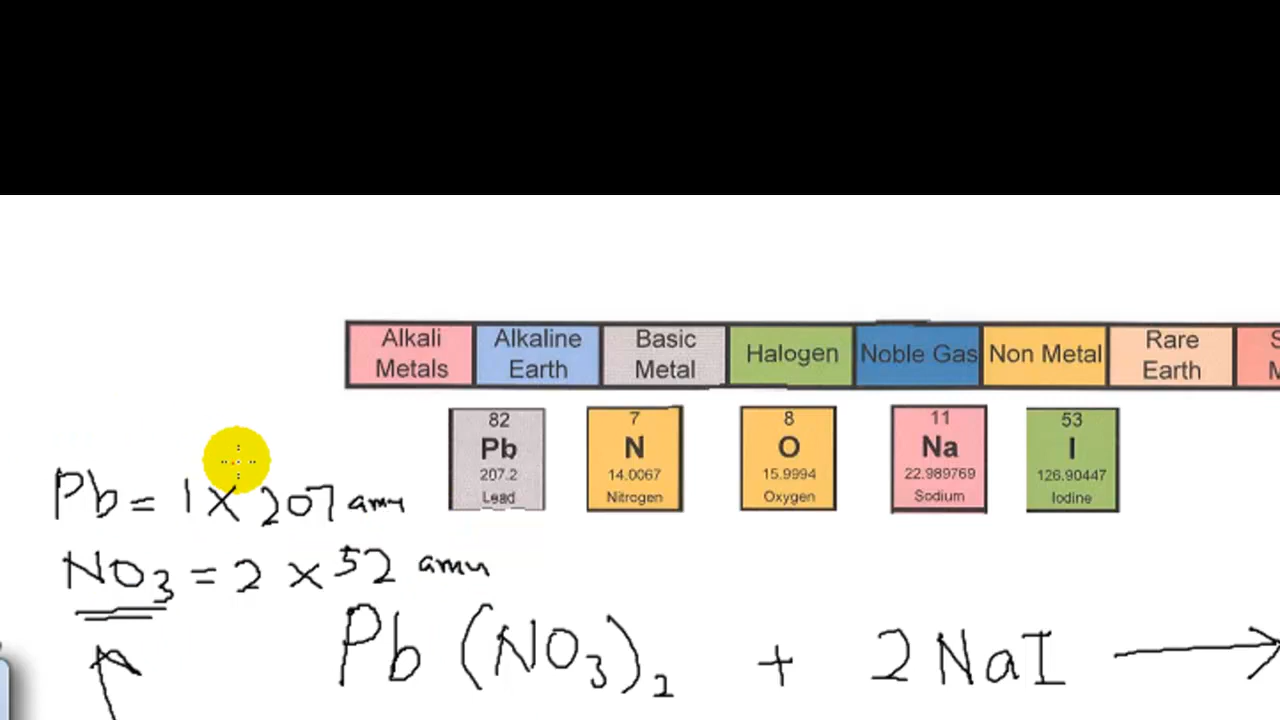 Alkali Metals Alkaline Earth Basic Metal Halogen Noble Gas Non Metal Rare Earth
82 7 8 11 53
Pb N O Na I
207.2 14.0067 15.9994 22.989769 126.90447
Lead Nitrogen Oxygen Sodium Iodine
Pb = 1 X 207 amu
NO3 = 2 X 52 amu
Pb (NO3)2 + 2 NaI →